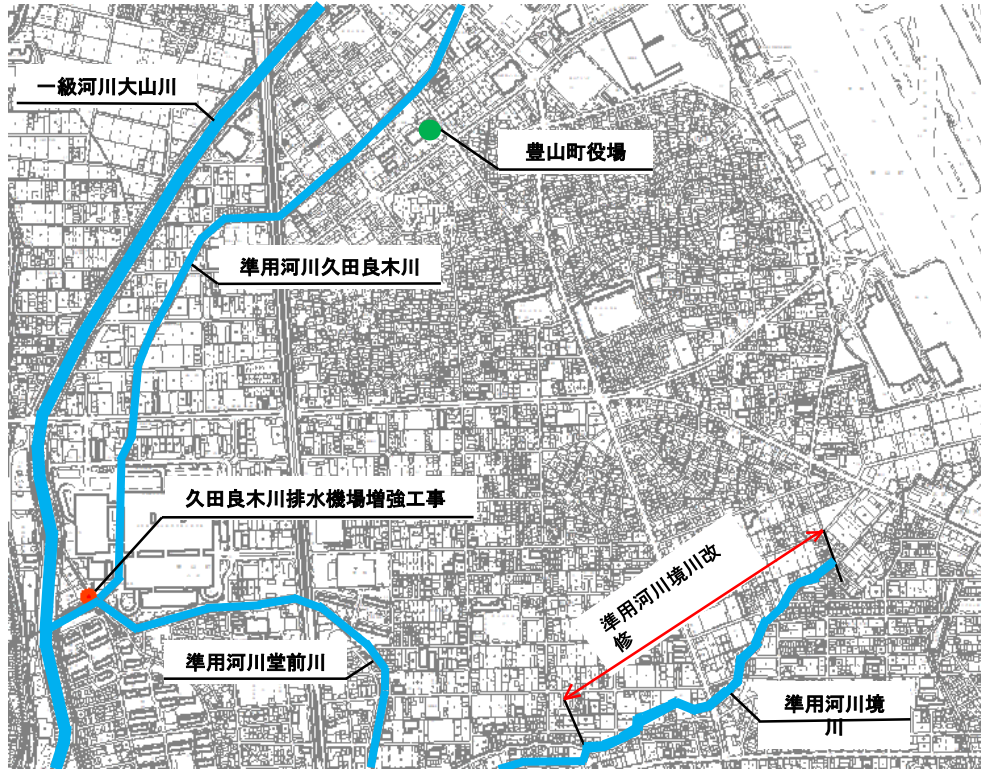 一級河川大山川
豊山町役場
準用河川久田良木川
久田良木川排水機場増強工事
準用河川境川改
修
準用河川堂前川
準用河川境
川